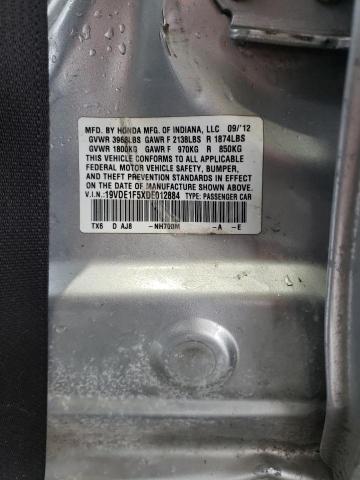 MFD. BY HONDA MFG. OF INDIANA, LLC 09/'12
GVWR 3968LBS GAWR F 2138LBS R 1874LBS
GVWR 1800KG GAWR F 970KG R 850KG
THIS VEHICLE CONFORMS TO ALL APPLICABLE
FEDERAL MOTOR VEHICLE SAFETY, BUMPER,
AND THEFT PREVENTION STANDARDS IN EFFECT
ON THE DATE OF MANUFACTURE SHOWN ABOVE.
V.I.N.:19VDE1F5XDE012884 TYPE: PASSENGER CAR
TX6 D AJ8 -NH700M -A -E